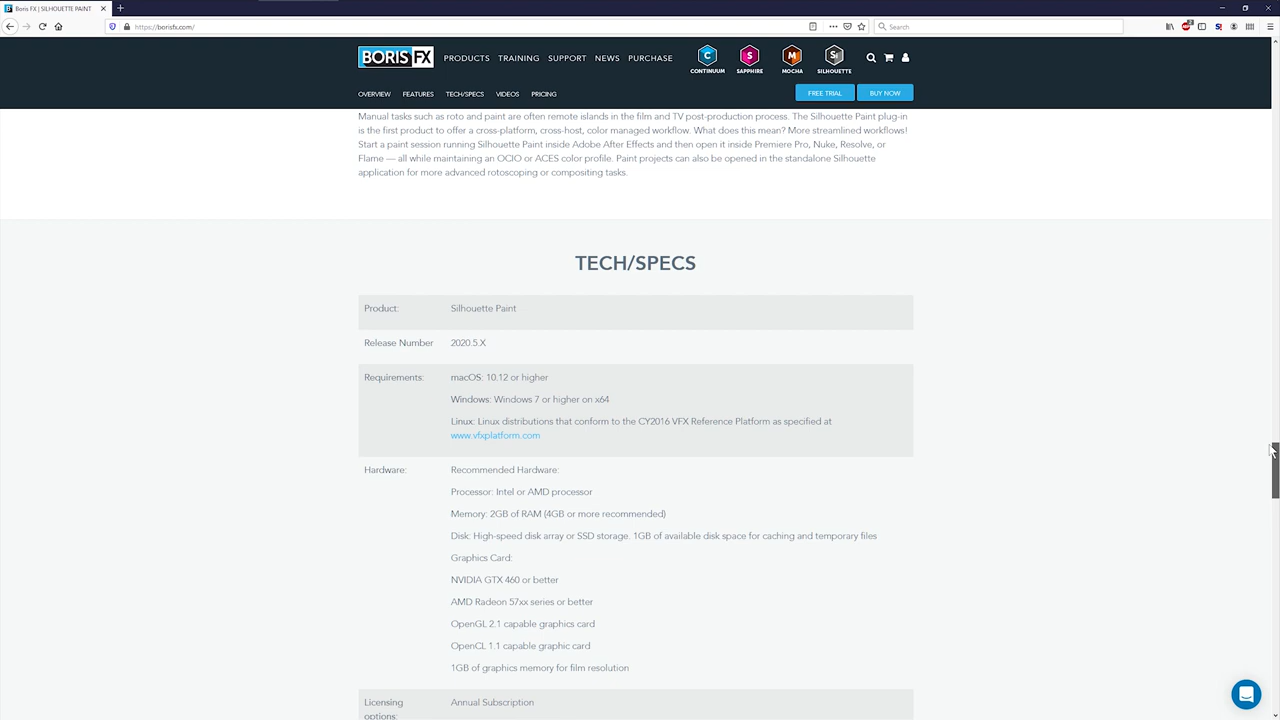 Boris FX | SILHOUETTE PAINT
https://borisfx.com/
Search
BORIS FX
PRODUCTS
TRAINING
SUPPORT
NEWS
PURCHASE
C
CONTINUUM
S
SAPPHIRE
M
MOCHA
Si
SILHOUETTE
OVERVIEW
FEATURES
TECH/SPECS
VIDEOS
PRICING
FREE TRIAL
BUY NOW
Manual tasks such as roto and paint are often remote islands in the film and TV post-production process. The Silhouette Paint plug-in
is the first product to offer a cross-platform, cross-host, color managed workflow. What does this mean? More streamlined workflows!
Start a paint session running Silhouette Paint inside Adobe After Effects and then open it inside Premiere Pro, Nuke, Resolve, or
Flame — all while maintaining an OCIO or ACES color profile. Paint projects can also be opened in the standalone Silhouette
application for more advanced rotoscoping or compositing tasks.
TECH/SPECS
Product:
Silhouette Paint
Release Number
2020.5.X
Requirements:
macOS: 10.12 or higher
Windows: Windows 7 or higher on x64
Linux: Linux distributions that conform to the CY2016 VFX Reference Platform as specified at
www.vfxplatform.com
Hardware:
Recommended Hardware:
Processor: Intel or AMD processor
Memory: 2GB of RAM (4GB or more recommended)
Disk: High-speed disk array or SSD storage. 1GB of available disk space for caching and temporary files
Graphics Card:
NVIDIA GTX 460 or better
AMD Radeon 57xx series or better
OpenGL 2.1 capable graphics card
OpenCL 1.1 capable graphic card
1GB of graphics memory for film resolution
Licensing
options:
Annual Subscription